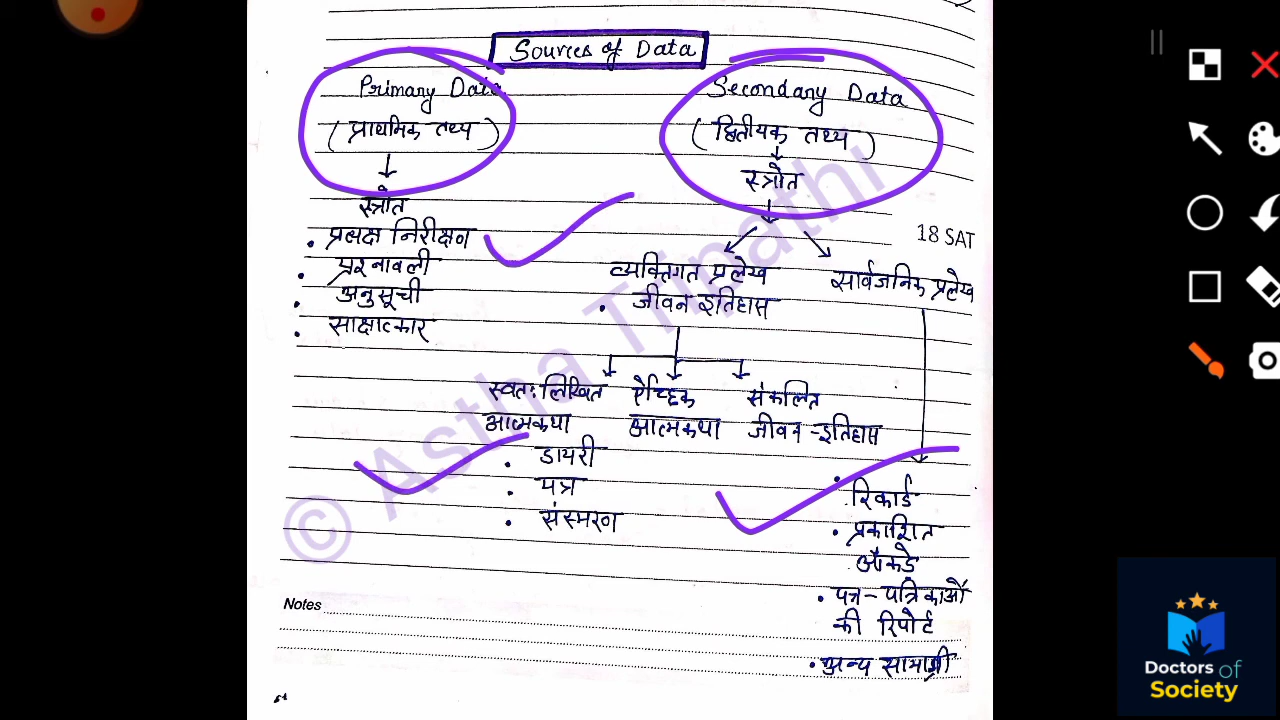 Sources of Data
Primary Data
(प्राथमिक तथ्य)
स्त्रोत
• प्रत्यक्ष निरीक्षण
• प्रश्नावली
• अनुसूची
• साक्षात्कार
Secondary Data
(द्वितीयक तथ्य)
स्त्रोत
18 SAT
व्यक्तिगत प्रलेख
• जीवन इतिहास
सार्वजनिक प्रलेख
स्वतः लिखित
आत्मकथा
ऐच्छिक
आत्मकथा
संकलित
जीवन-इतिहास
• डायरी
• पत्र
• संस्मरण
• रिकार्ड
• प्रकाशित
आँकडे
• पत्र-पत्रिकाओं
की रिपोर्ट
• अन्य सामाग्री
© Astha Tripathi
Notes
Doctors of
Society